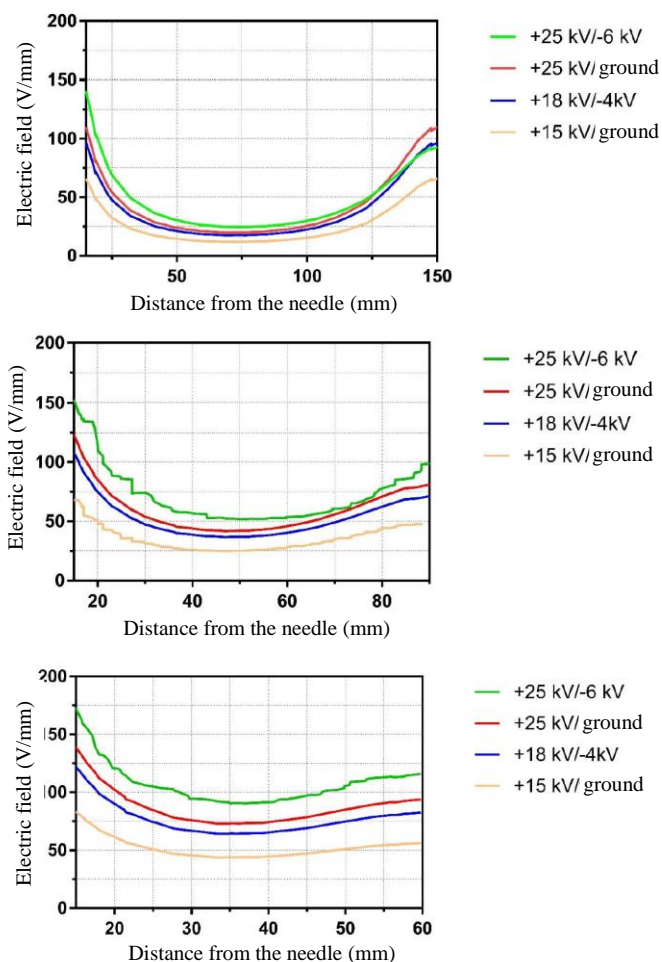 Electric field (V/mm)
200
150
100
50
0
50
100
150
Distance from the needle (mm)
+25 kV/-6 kV
+25 kV/ground
+18 kV/-4kV
+15 kV/ground
Electric field (V/mm)
200
150
100
50
0
20
40
60
80
Distance from the needle (mm)
+25 kV/-6 kV
+25 kV/ground
+18 kV/-4kV
+15 kV/ground
Electric field (V/mm)
200
150
100
50
0
20
30
40
50
60
Distance from the needle (mm)
+25 kV/-6 kV
+25 kV/ ground
+18 kV/-4kV
+15 kV/ ground